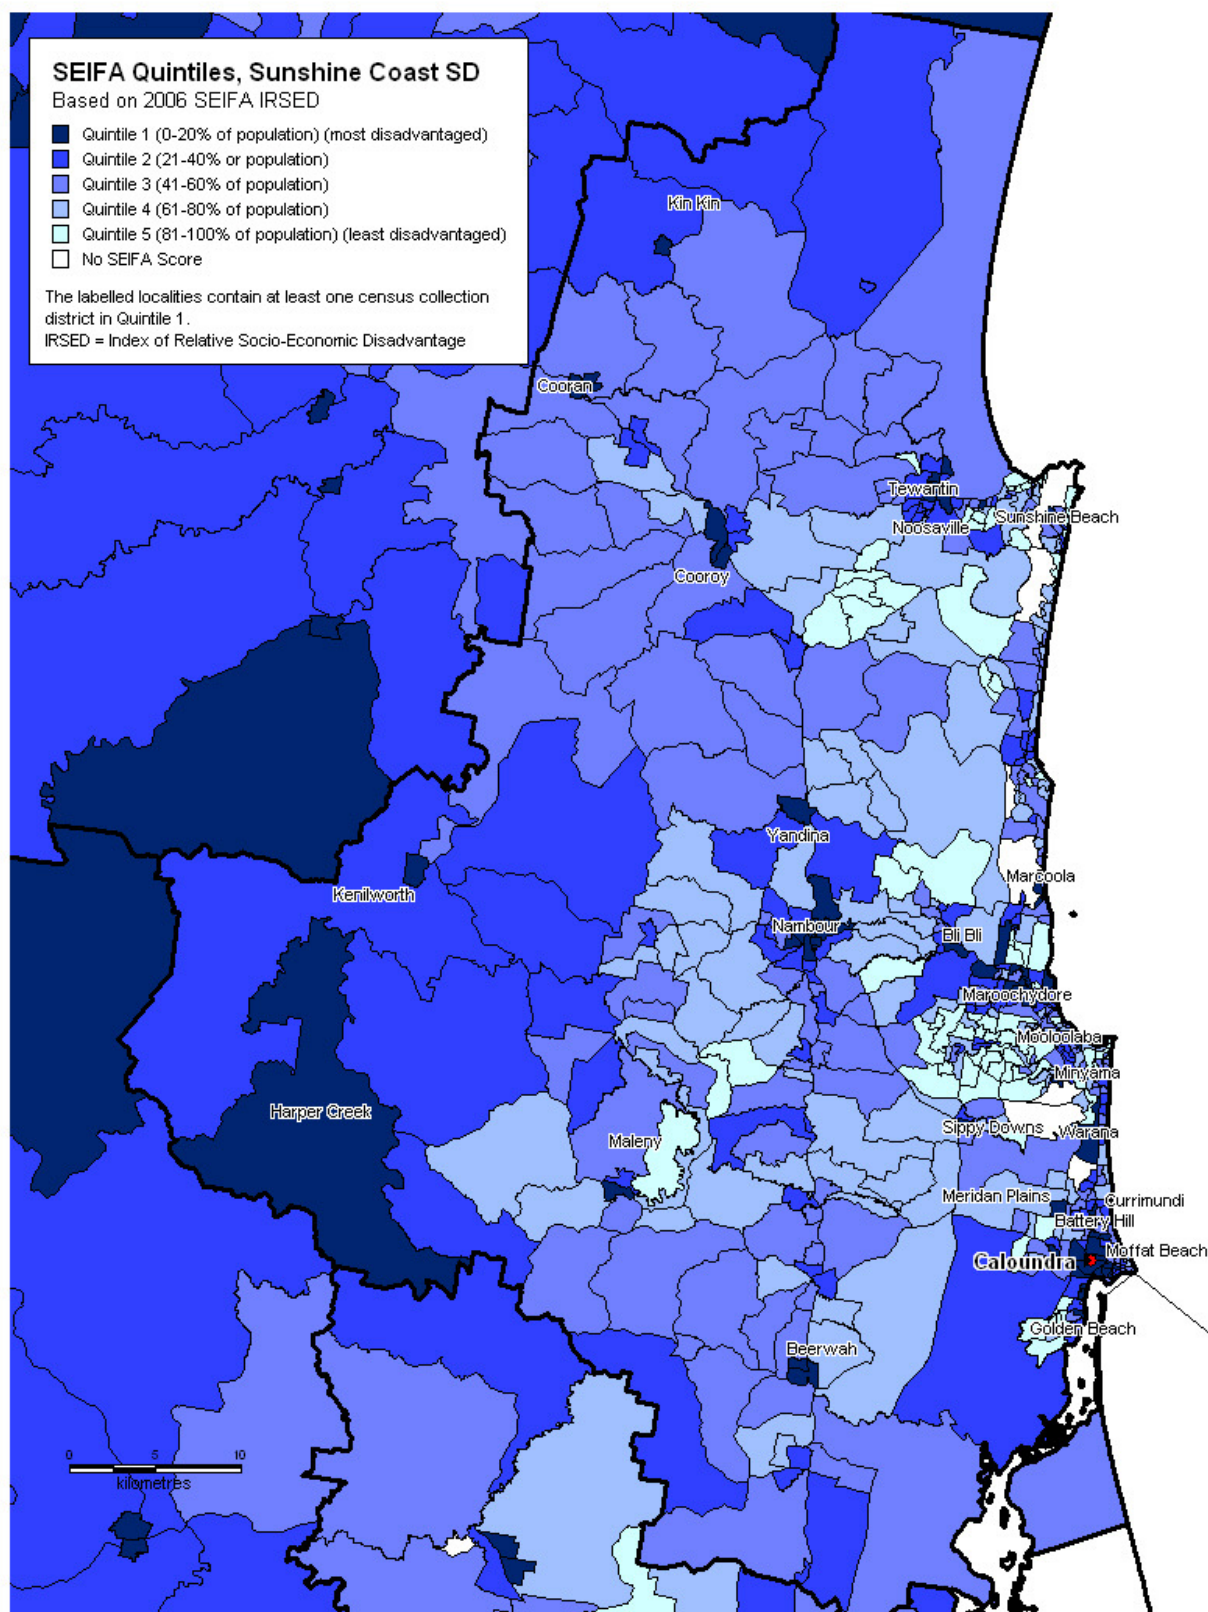 SEIFA Quintiles, Sunshine Coast SD
Based on 2006 SEIFA IRSED
Quintile 1 (0-20% of population) (most disadvantaged)
Quintile 2 (21-40% or population)
Quintile 3 (41-60% of population)
Quintile 4 (61-80% of population)
Quintile 5 (81-100% of population) (least disadvantaged)
No SEIFA Score
The labelled localities contain at least one census collection
district in Quintile 1.
IRSED = Index of Relative Socio-Economic Disadvantage
Kin Kin
Cooran
Tewantin
Sunshine Beach
Noosaville
Cooroy
Yandina
Marcoola
Kenilworth
Nambour
Bli Bli
Maroochydore
Mooloolaba
Minyama
Harper Creek
Sippy Downs
Warana
Maleny
Meridan Plains
Currimundi
Battery Hill
Moffat Beach
Caloundra
Golden Beach
Beerwah
0 5 10
kilometres